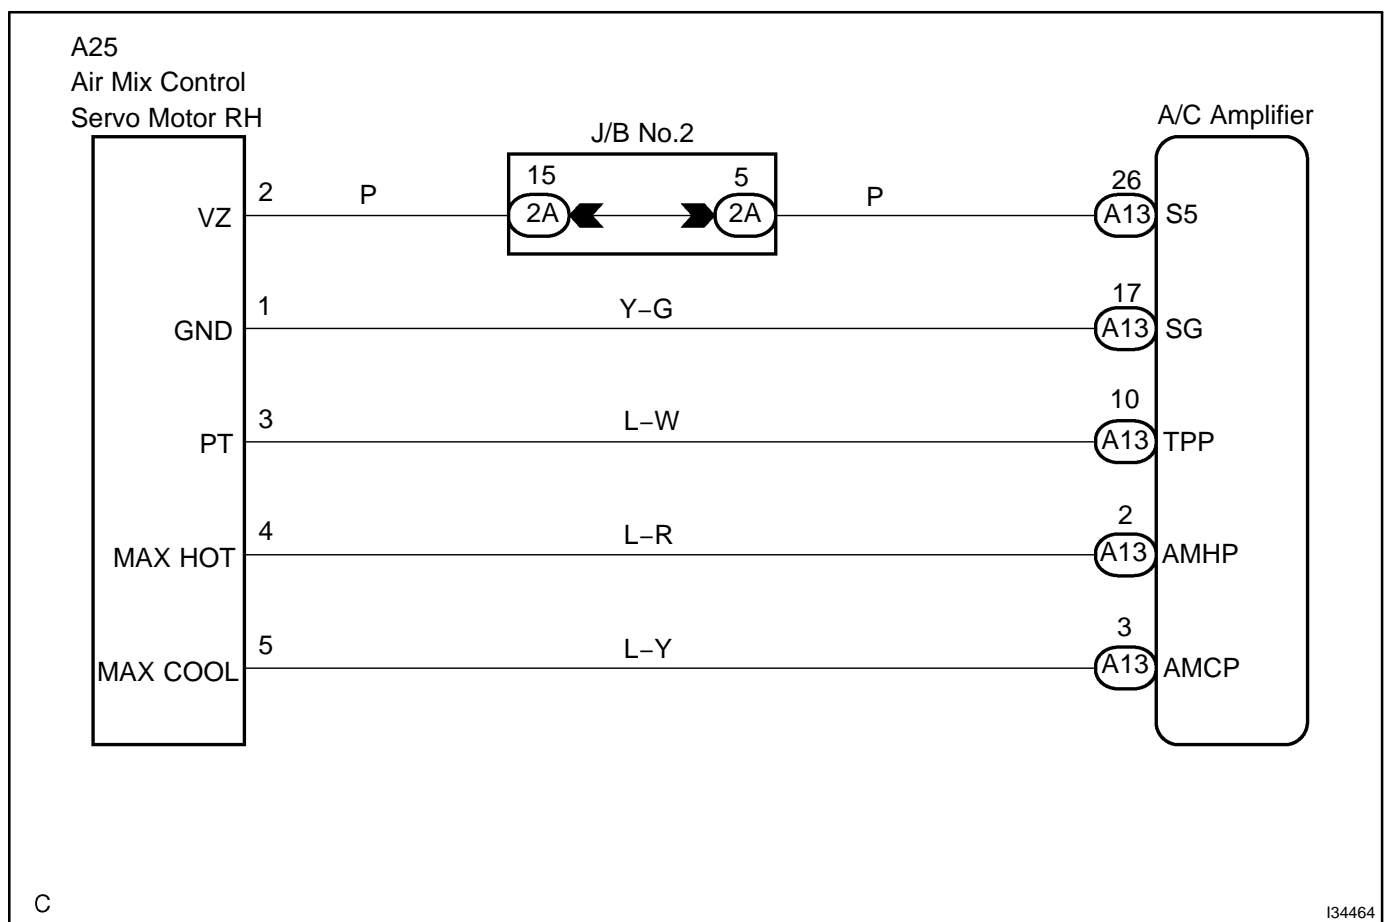 A25
Air Mix Control
Servo Motor RH
A/C Amplifier
J/B No.2
VZ 2 P 15 2A 5 2A P 26 A13 S5
GND 1 Y–G 17 A13 SG
PT 3 L–W 10 A13 TPP
MAX HOT 4 L–R 2 A13 AMHP
MAX COOL 5 L–Y 3 A13 AMCP
C
I34464